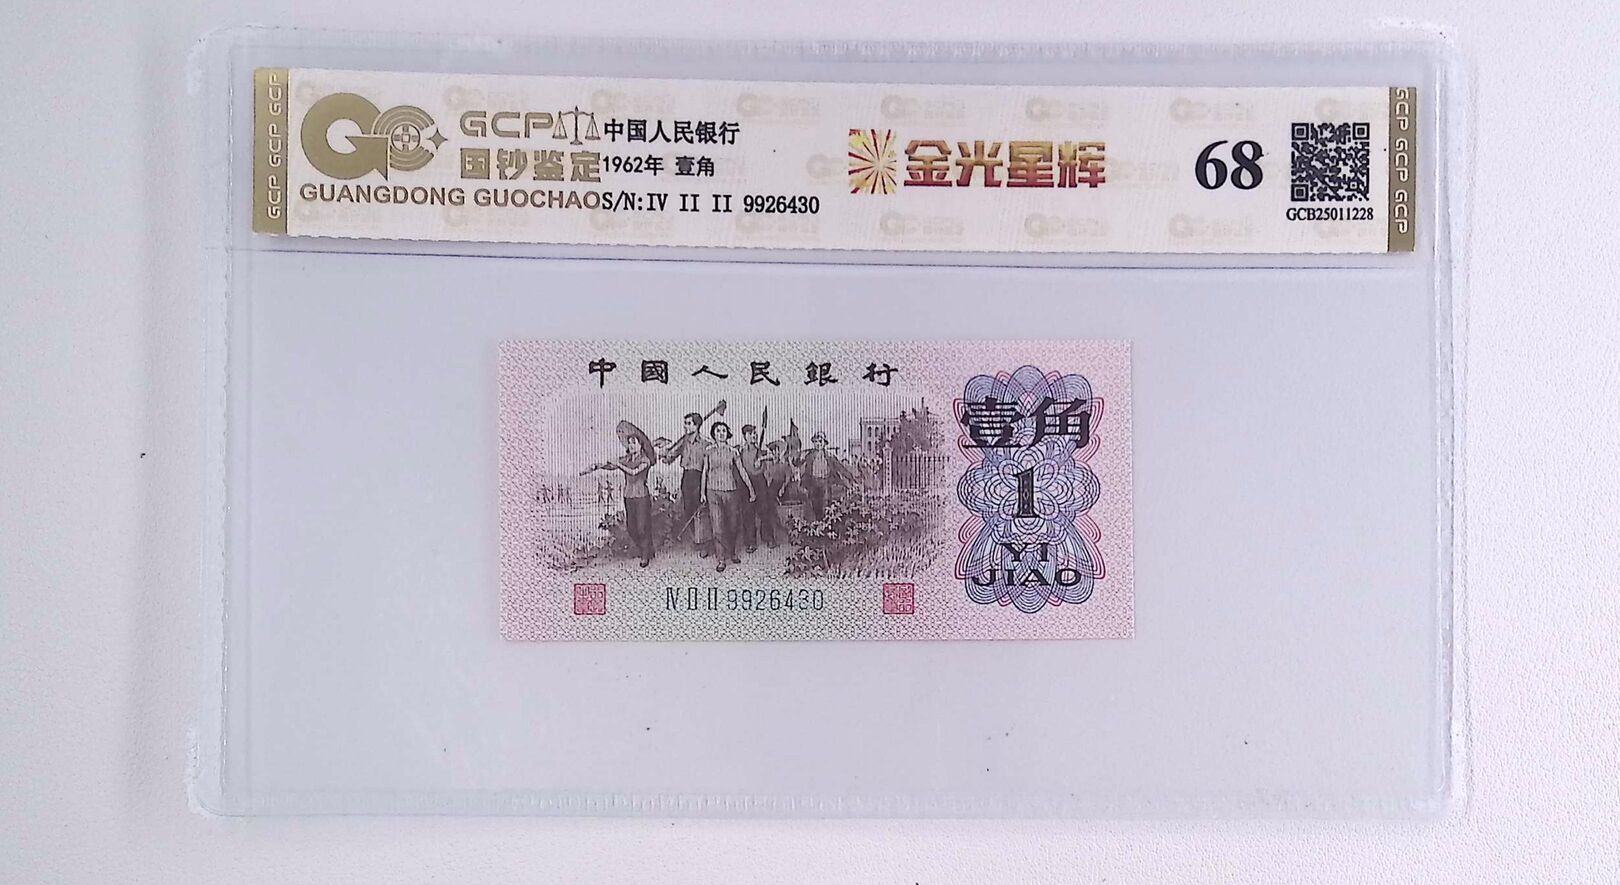 GCP GCP GCP
GCP
国钞鉴定
GUANGDONG GUOCHAO
中国人民银行
1962年 壹角
S/N:IV II II 9926430
金光星辉
68
GCB25011228
GCP GCP GCP
中國人民銀行
壹角
1
YI
JIAO
IV II II 9926430